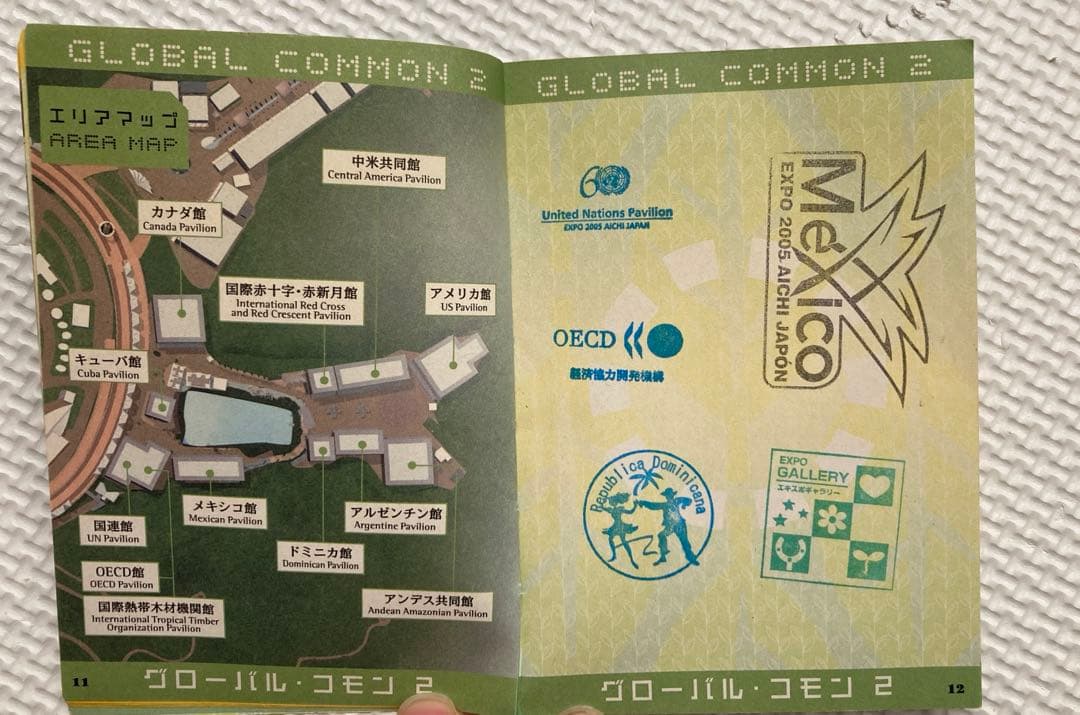 GLOBAL COMMON 2
エリアマップ
AREA MAP
中米共同館
Central America Pavilion
カナダ館
Canada Pavilion
国際赤十字・赤新月館
International Red Cross
and Red Crescent Pavilion
アメリカ館
US Pavilion
キューバ館
Cuba Pavilion
メキシコ館
Mexican Pavilion
アルゼンチン館
Argentine Pavilion
国連館
UN Pavilion
ドミニカ館
Dominican Pavilion
OECD館
OECD Pavilion
国際熱帯木材機関館
International Tropical Timber
Organization Pavilion
アンデス共同館
Andean Amazonian Pavilion
11
グローバル・コモン 2
GLOBAL COMMON 2
60
United Nations Pavilion
EXPO 2005 AICHI JAPAN
México
EXPO 2005 AICHI JAPÓN
OECD
経済協力開発機構
Republica Dominicana
EXPO
GALLERY
エキスポギャラリー
グローバル・コモン 2
12